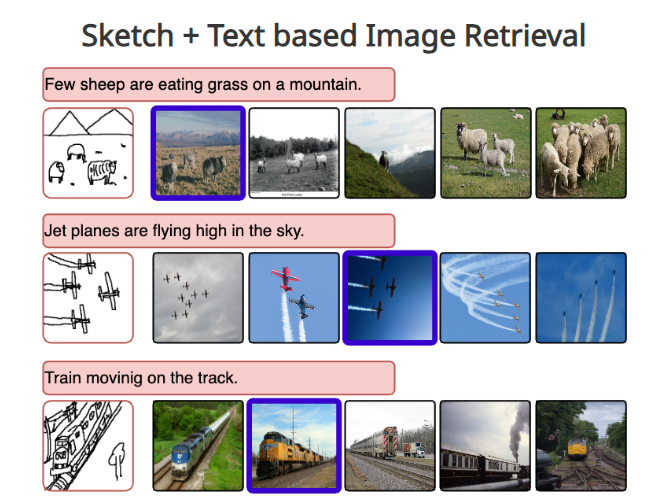 Sketch + Text based Image Retrieval
Few sheep are eating grass on a mountain.
Jet planes are flying high in the sky.
Train movinig on the track.